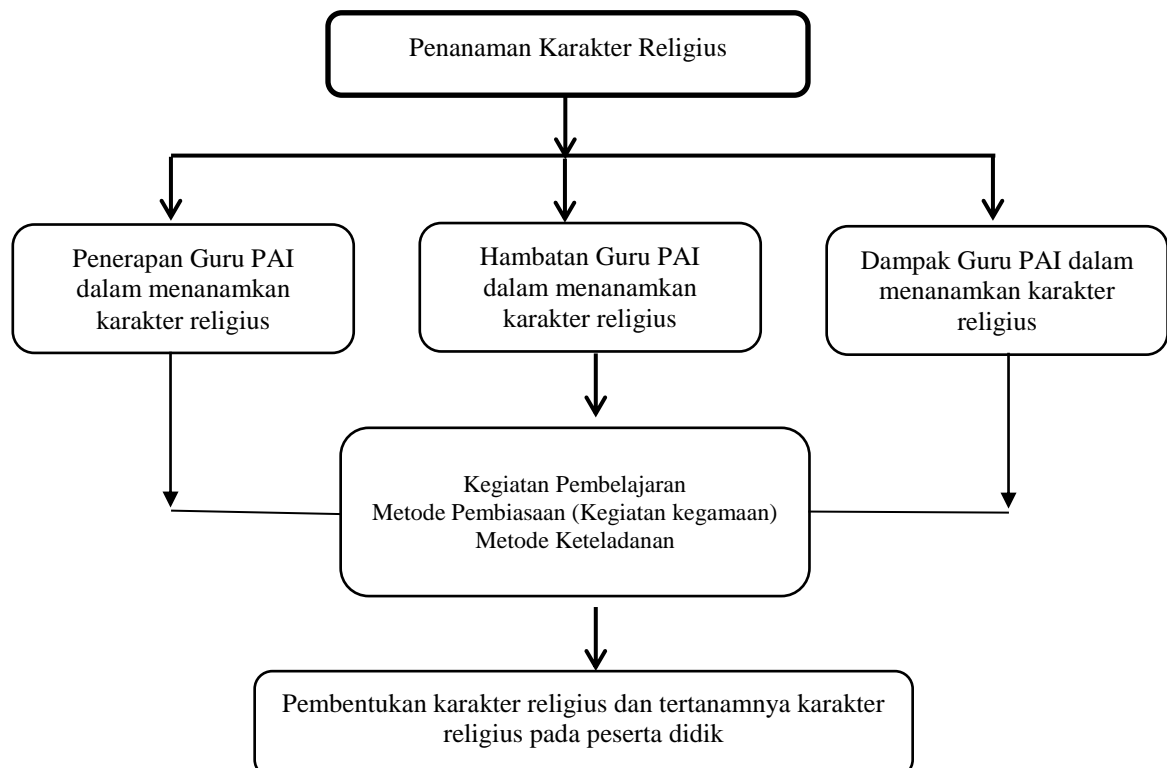 Penanaman Karakter Religius
Penerapan Guru PAI
dalam menanamkan
karakter religius
Hambatan Guru PAI
dalam menanamkan
karakter religius
Dampak Guru PAI dalam
menanamkan karakter
religius
Kegiatan Pembelajaran
Metode Pembiasaan (Kegiatan kegamaan)
Metode Keteladanan
Pembentukan karakter religius dan tertanamnya karakter
religius pada peserta didik